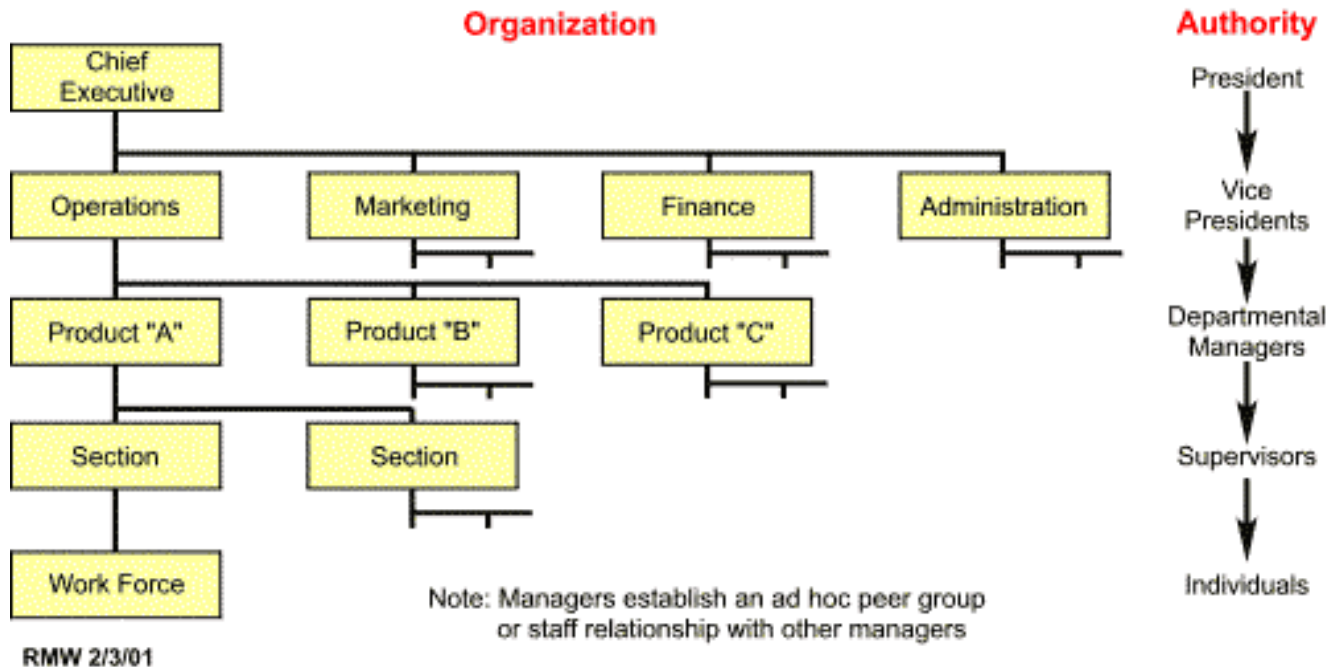 Organization
Authority
Chief
Executive
President
Operations
Marketing
Finance
Administration
Vice
Presidents
Product "A"
Product "B"
Product "C"
Departmental
Managers
Section
Section
Supervisors
Work Force
Individuals
Note: Managers establish an ad hoc peer group
or staff relationship with other managers
RMW 2/3/01